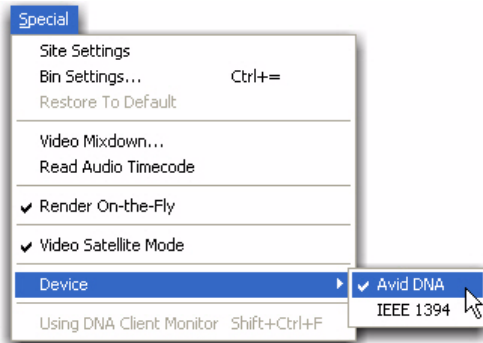 Special
Site Settings
Bin Settings... Ctrl+=
Restore To Default
Video Mixdown...
Read Audio Timecode
✔ Render On-the-Fly
✔ Video Satellite Mode
Device
✔ Avid DNA
IEEE 1394
Using DNA Client Monitor Shift+Ctrl+F